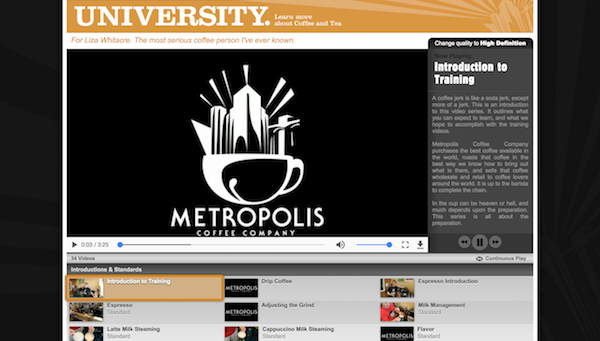 UNIVERSITY.
Learn more
about Coffee and Tea
For Liza Whitacre. The most serious coffee person I've ever known.
METROPOLIS
COFFEE COMPANY
0:03 / 3:25
Change quality to High Definition
Now Playing
Introduction to
Training
A coffee jerk is like a soda jerk, except
more of a jerk. This is an introduction
to this video series. It outlines what
you can expect to learn, and what we
hope to accomplish with the training
videos.
Metropolis Coffee Company
purchases the best coffee available in
the world, roasts that coffee in the
best way we know how to bring out
what is there, and sells that coffee
wholesale and retail to coffee lovers
around the world. It is up to the barista
to complete the chain.
In the cup can be heaven or hell, and
much depends upon the preparation.
This series is all about the
preparation.
34 Videos
Continuous Play
Introductions & Standards
Introduction to Training
METROPOLIS
Drip Coffee
Espresso Introduction
Espresso
Standard
METROPOLIS
Adjusting the Grind
Milk Management
Standard
Latte Milk Steaming
Standard
Cappuccino Milk Steaming
Standard
METROPOLIS
Flavor
Standard